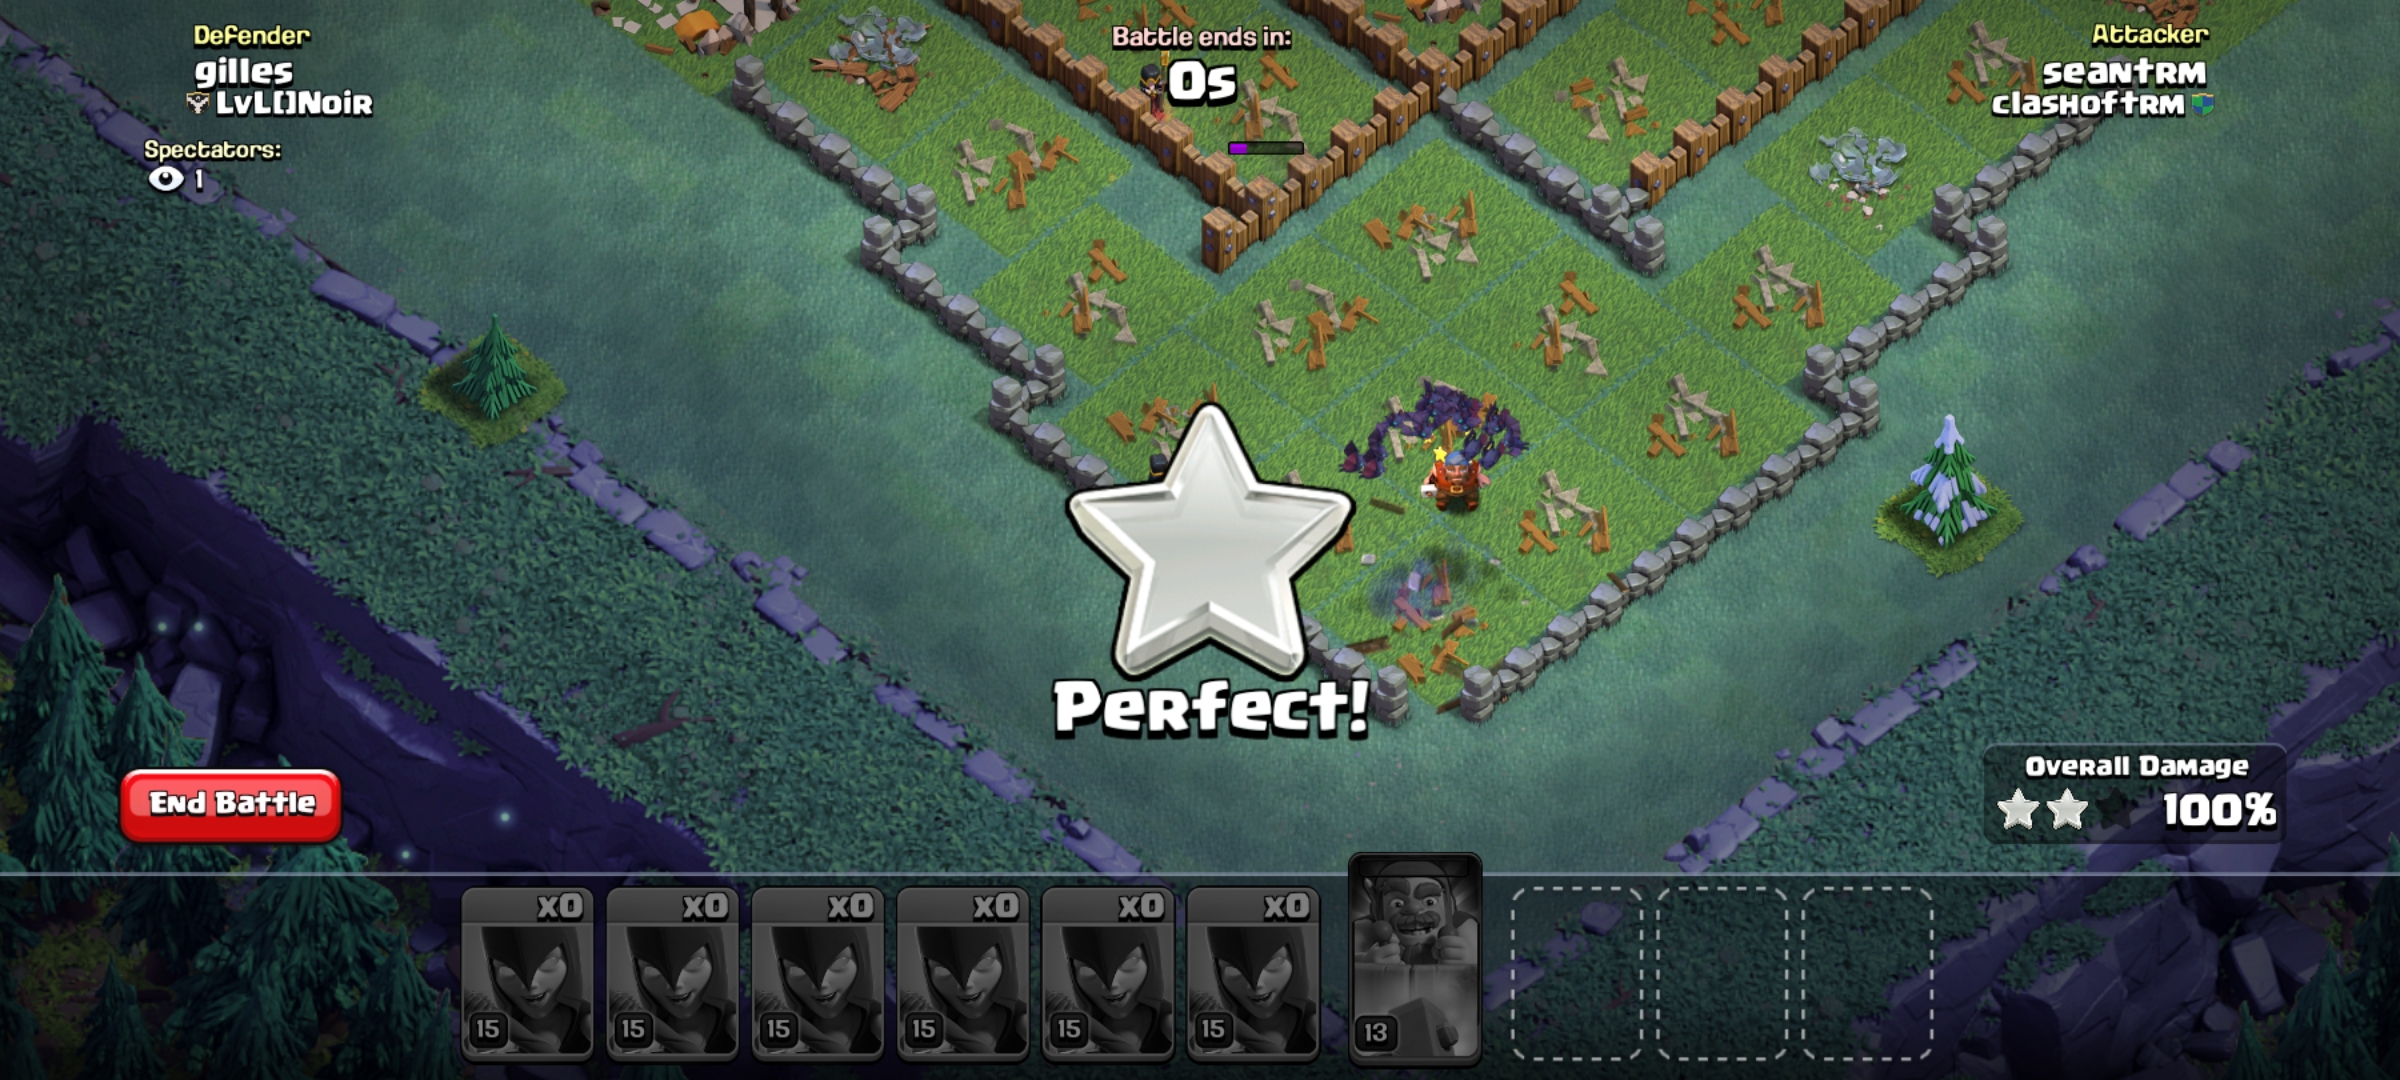 Defender
gilles
LVL[]Noir
Spectators:
1
Battle ends in:
0s
Attacker
seantRM
clashoftRM
Perfect!
End Battle
Overall Damage
100%
x0 x0 x0 x0 x0 x0
15 15 15 15 15 15 13